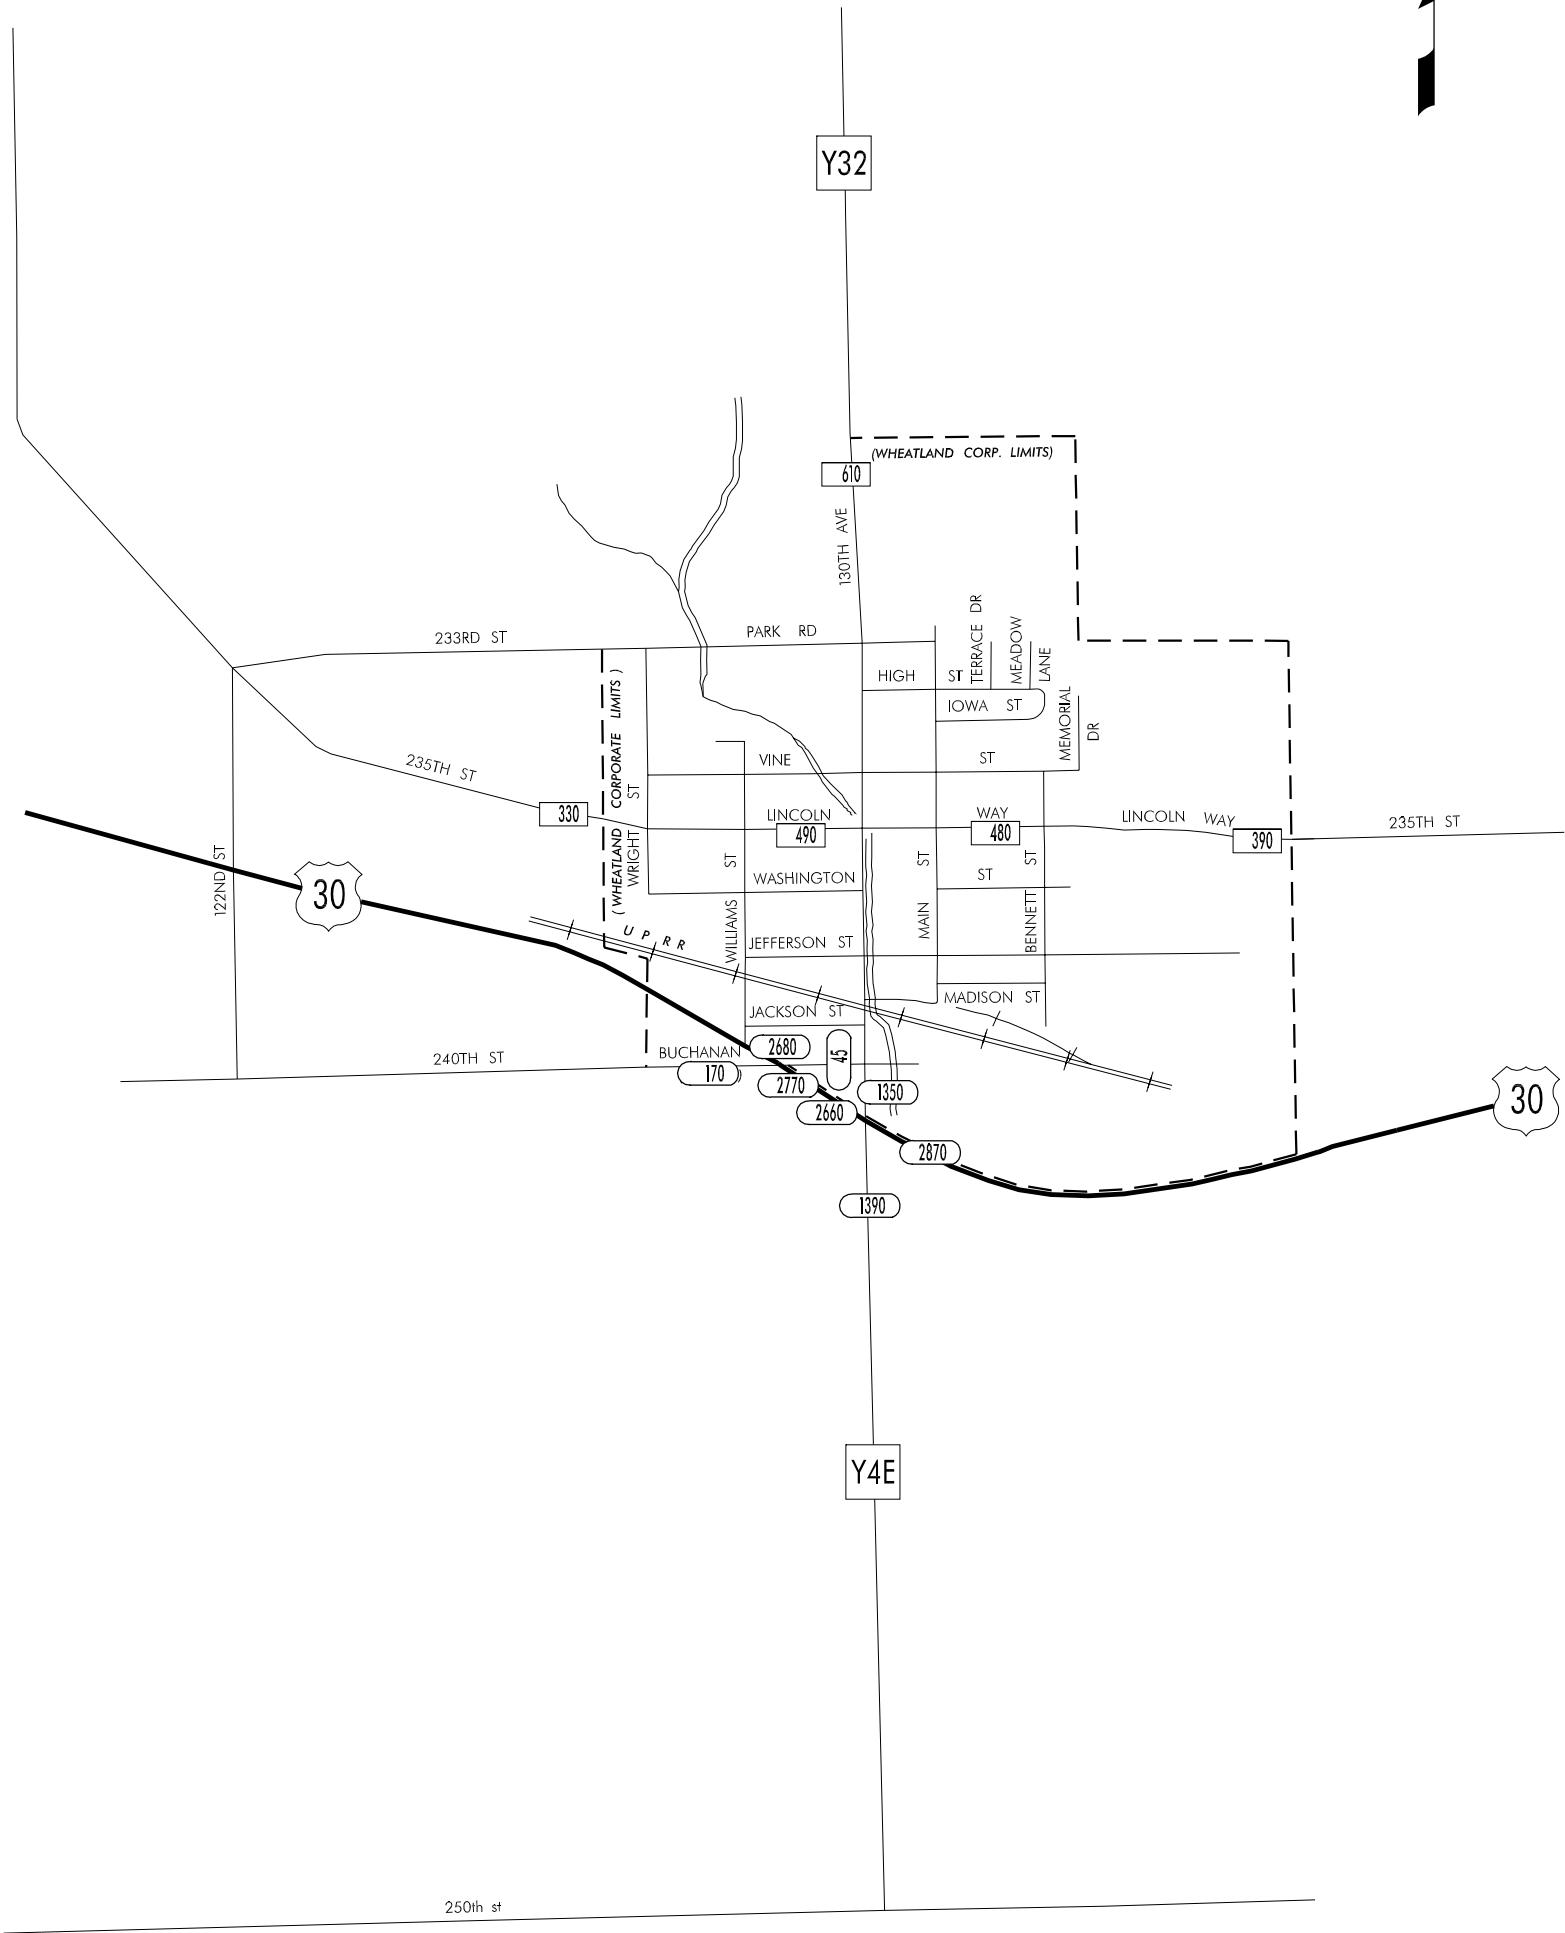 Y32
(WHEATLAND CORP. LIMITS)
610
130TH AVE
233RD ST
PARK RD
TERRACE DR
MEADOW
LANE
HIGH ST
IOWA ST
MEMORIAL
DR
(WHEATLAND CORPORATE LIMITS)
235TH ST
VINE ST
WRIGHT ST
330
LINCOLN WAY
490
480
LINCOLN WAY
390
235TH ST
122ND ST
30
WASHINGTON ST
WILLIAMS ST
MAIN ST
BENNETT ST
U P R R
JEFFERSON ST
MADISON ST
JACKSON ST
240TH ST
BUCHANAN
2680
45
170
2770
1350
2660
30
2870
1390
Y4E
250th st